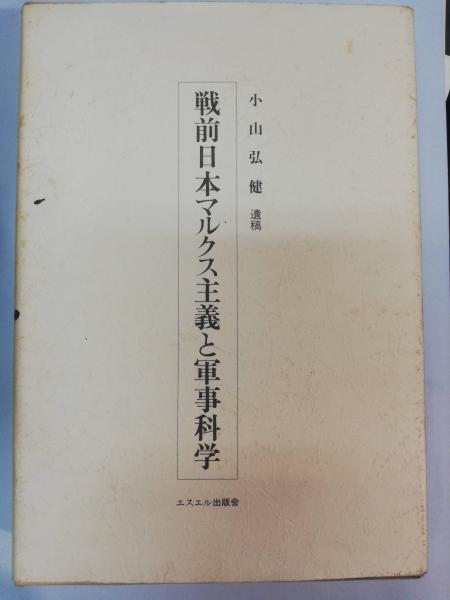 小山弘健 遺稿
戦前日本マルクス主義と軍事科学
エスエル出版会